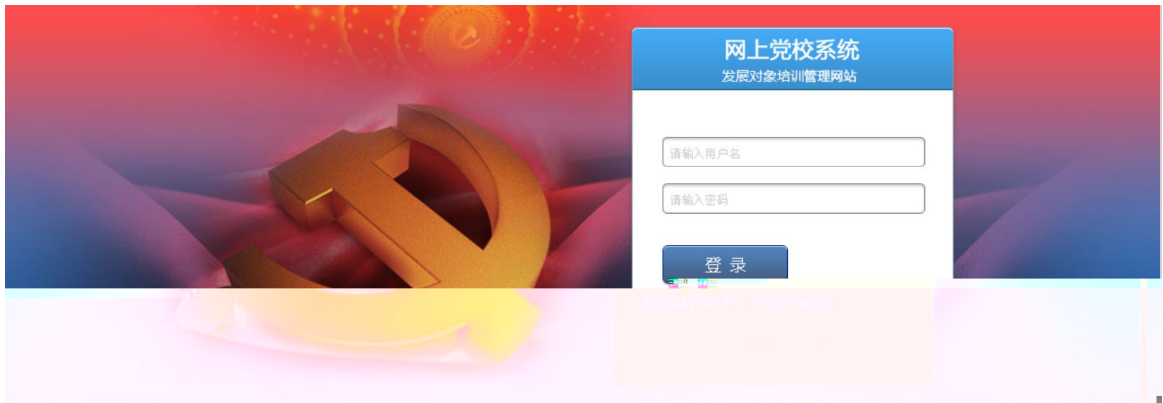 网上党校系统
发展对象培训管理网站
请输入用户名
请输入密码
登 录